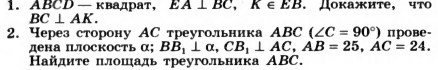 1. ABCD — квадрат, EA ⊥ BC, K ∈ EB. Докажите, что
BC ⊥ AK.
2. Через сторону AC треугольника ABC (∠C = 90°) прове-
дена плоскость α; BB₁ ⊥ α, CB₁ ⊥ AC, AB = 25, AC = 24.
Найдите площадь треугольника ABC.